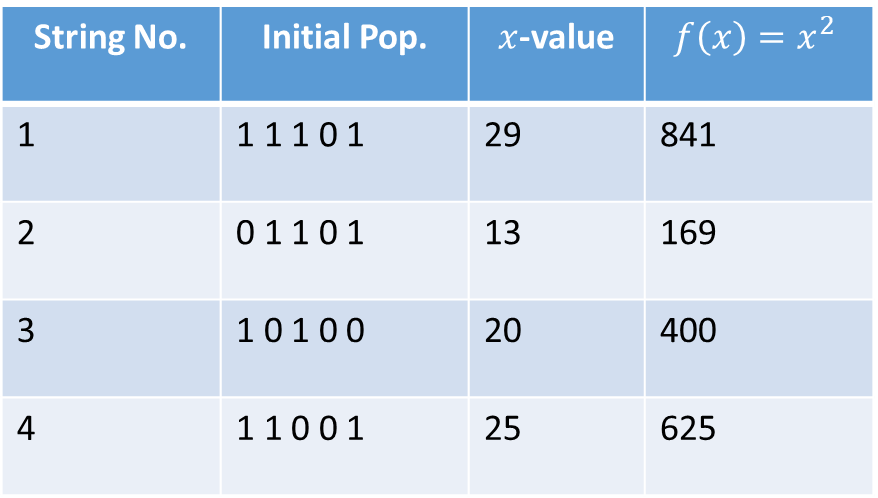 String No. Initial Pop. x-value f(x) = x²
1 1 1 1 0 1 29 841
2 0 1 1 0 1 13 169
3 1 0 1 0 0 20 400
4 1 1 0 0 1 25 625